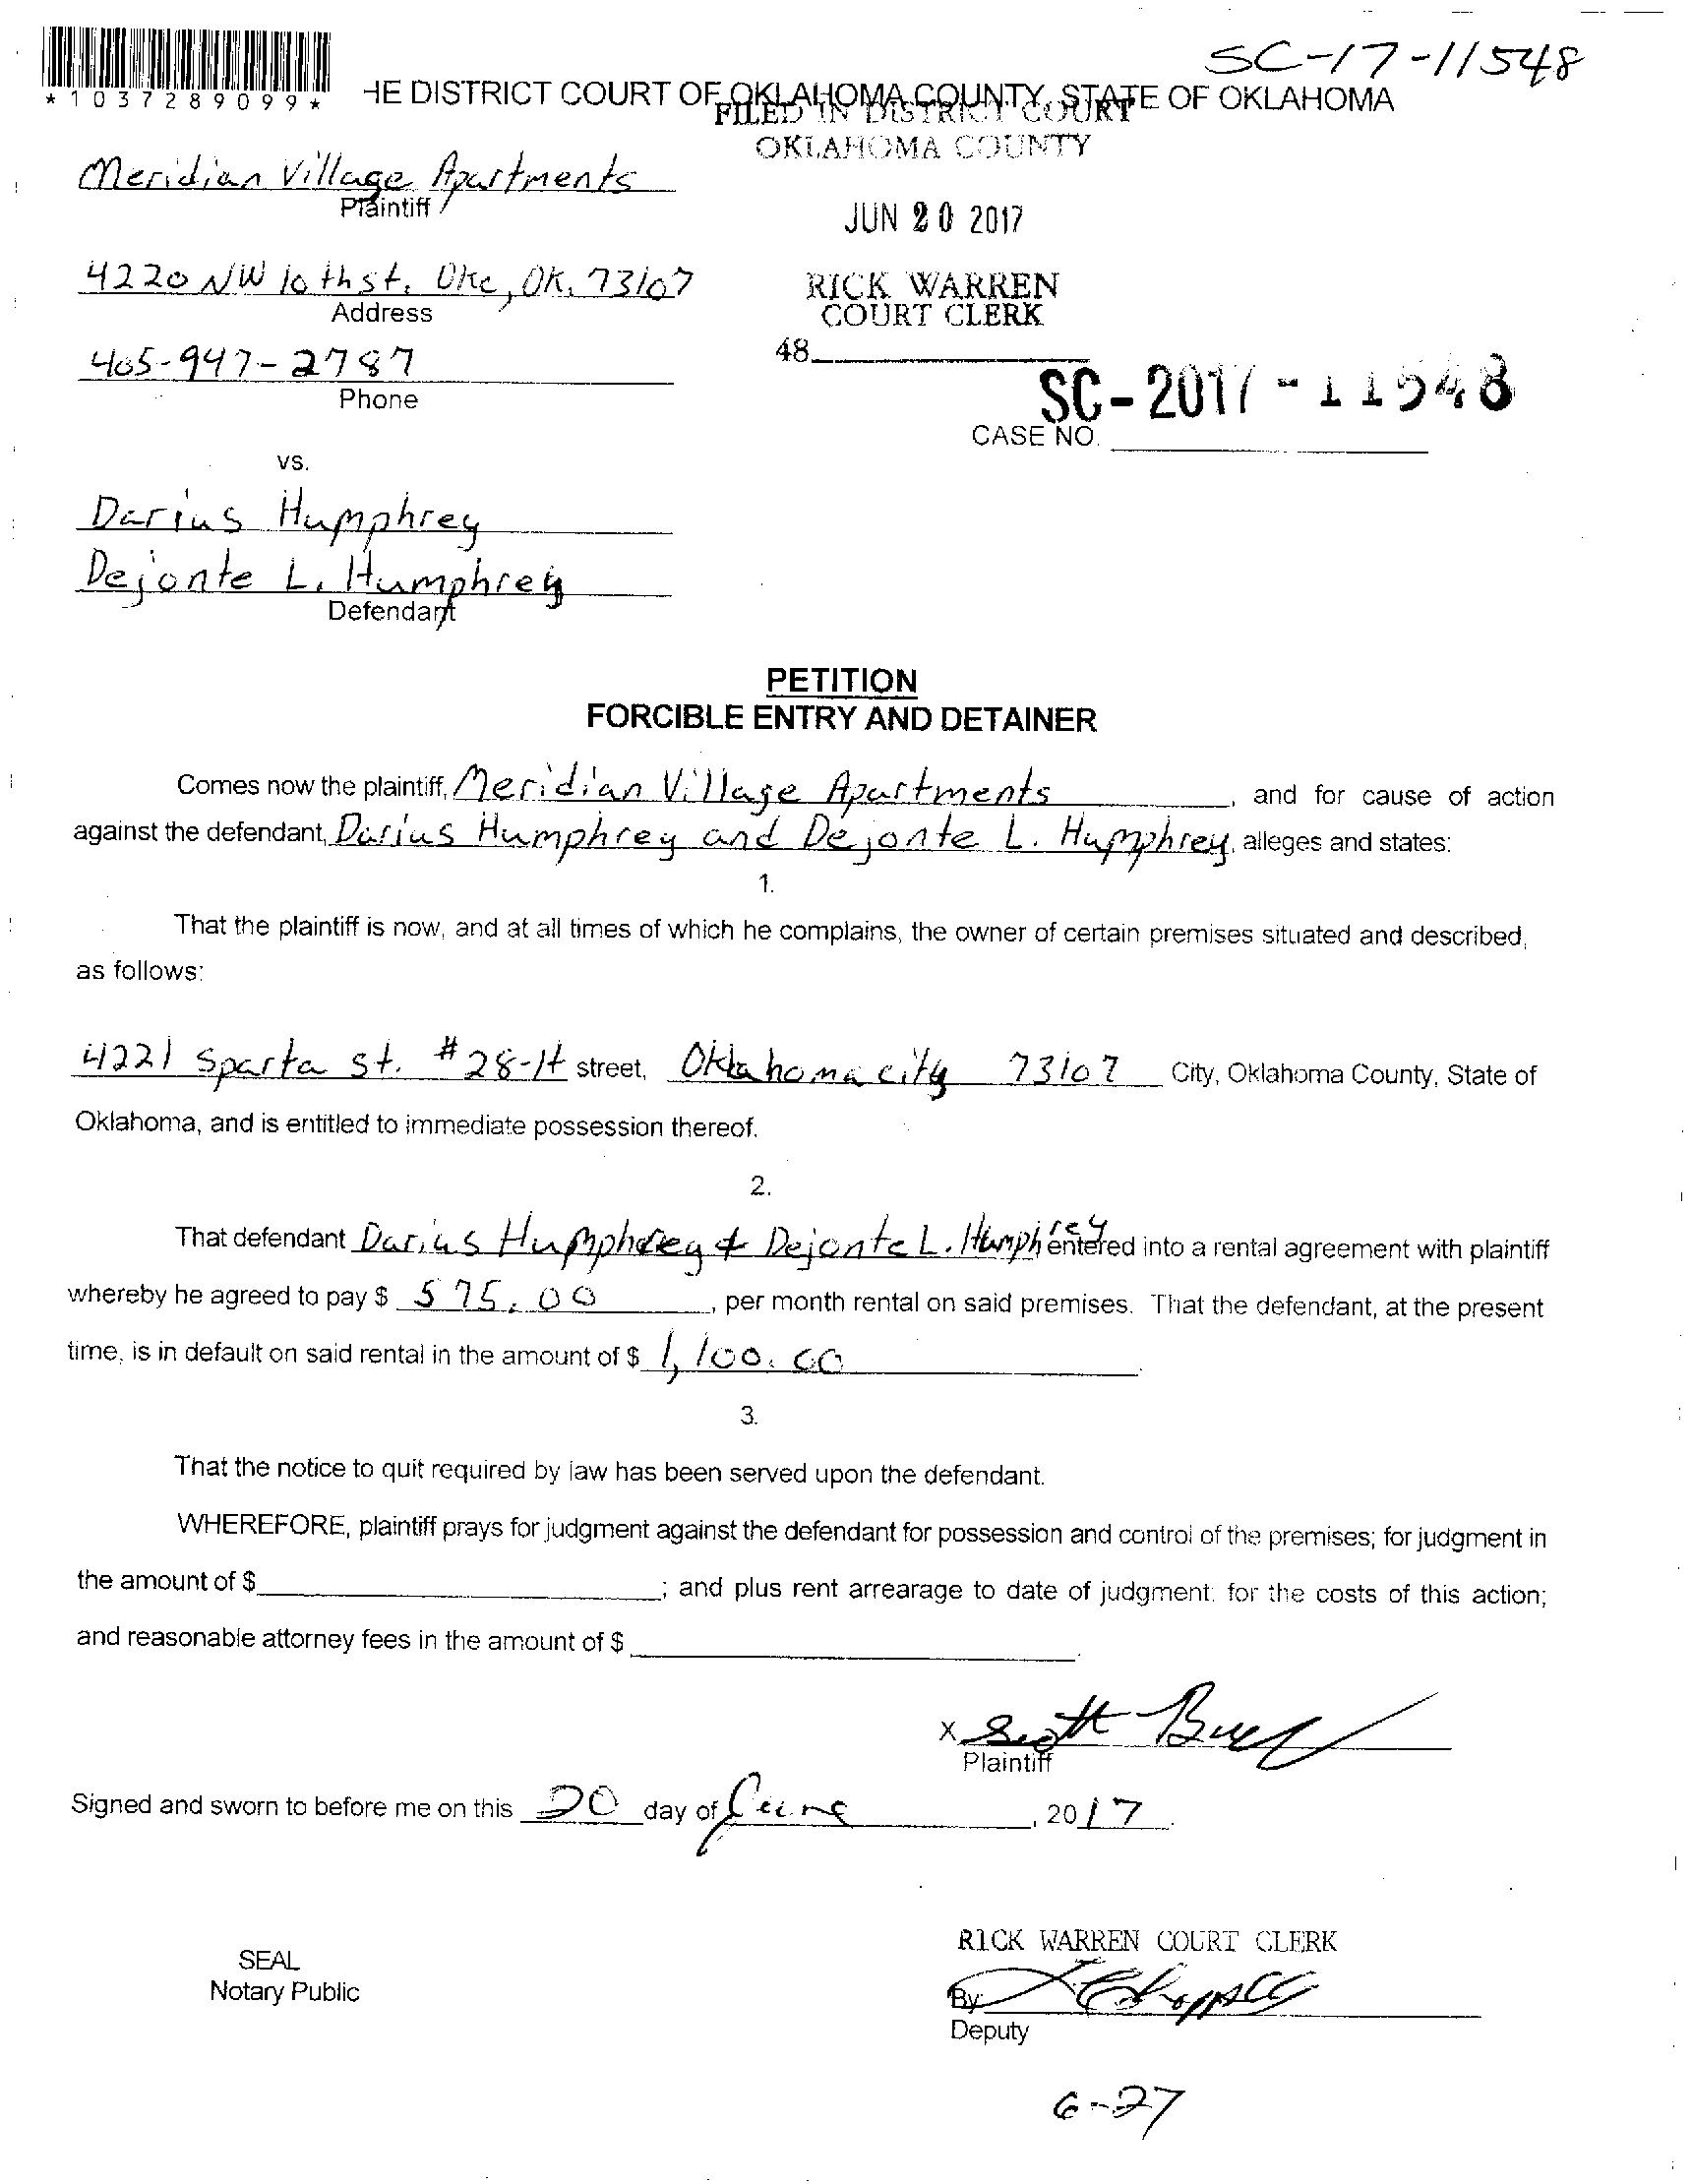 SC-17-11548
*1037289099*
HE DISTRICT COURT OF OKLAHOMA COUNTY, STATE OF OKLAHOMA
FILED IN DISTRICT COURT
OKLAHOMA COUNTY
Meridian Village Apartments
Plaintiff
JUN 20 2017
4220 NW 10th st. Okc, OK, 73107
Address
RICK WARREN
COURT CLERK
405-947-2787
Phone
48
SC-2017-11548
CASE NO.
vs.
Darius Humphrey
Dejonte L. Humphrey
Defendant
PETITION
FORCIBLE ENTRY AND DETAINER
Comes now the plaintiff, Meridian Village Apartments, and for cause of action
against the defendant, Darius Humphrey and Dejonte L. Humphrey, alleges and states:
1.
That the plaintiff is now, and at all times of which he complains, the owner of certain premises situated and described,
as follows:
4221 Sparta st. #28-H street, Oklahoma city 73107 City, Oklahoma County, State of
Oklahoma, and is entitled to immediate possession thereof.
2.
That defendant Darius Humphrey & Dejonte L. Humphrey entered into a rental agreement with plaintiff
whereby he agreed to pay $ 575.00, per month rental on said premises. That the defendant, at the present
time, is in default on said rental in the amount of $ 1,100.00.
3.
That the notice to quit required by law has been served upon the defendant.
WHEREFORE, plaintiff prays for judgment against the defendant for possession and control of the premises; for judgment in
the amount of $ ; and plus rent arrearage to date of judgment; for the costs of this action;
and reasonable attorney fees in the amount of $ .
X Scott
Plaintiff
Signed and sworn to before me on this 20 day of June, 2017.
SEAL
Notary Public
RICK WARREN COURT CLERK
By:
Deputy
6-27